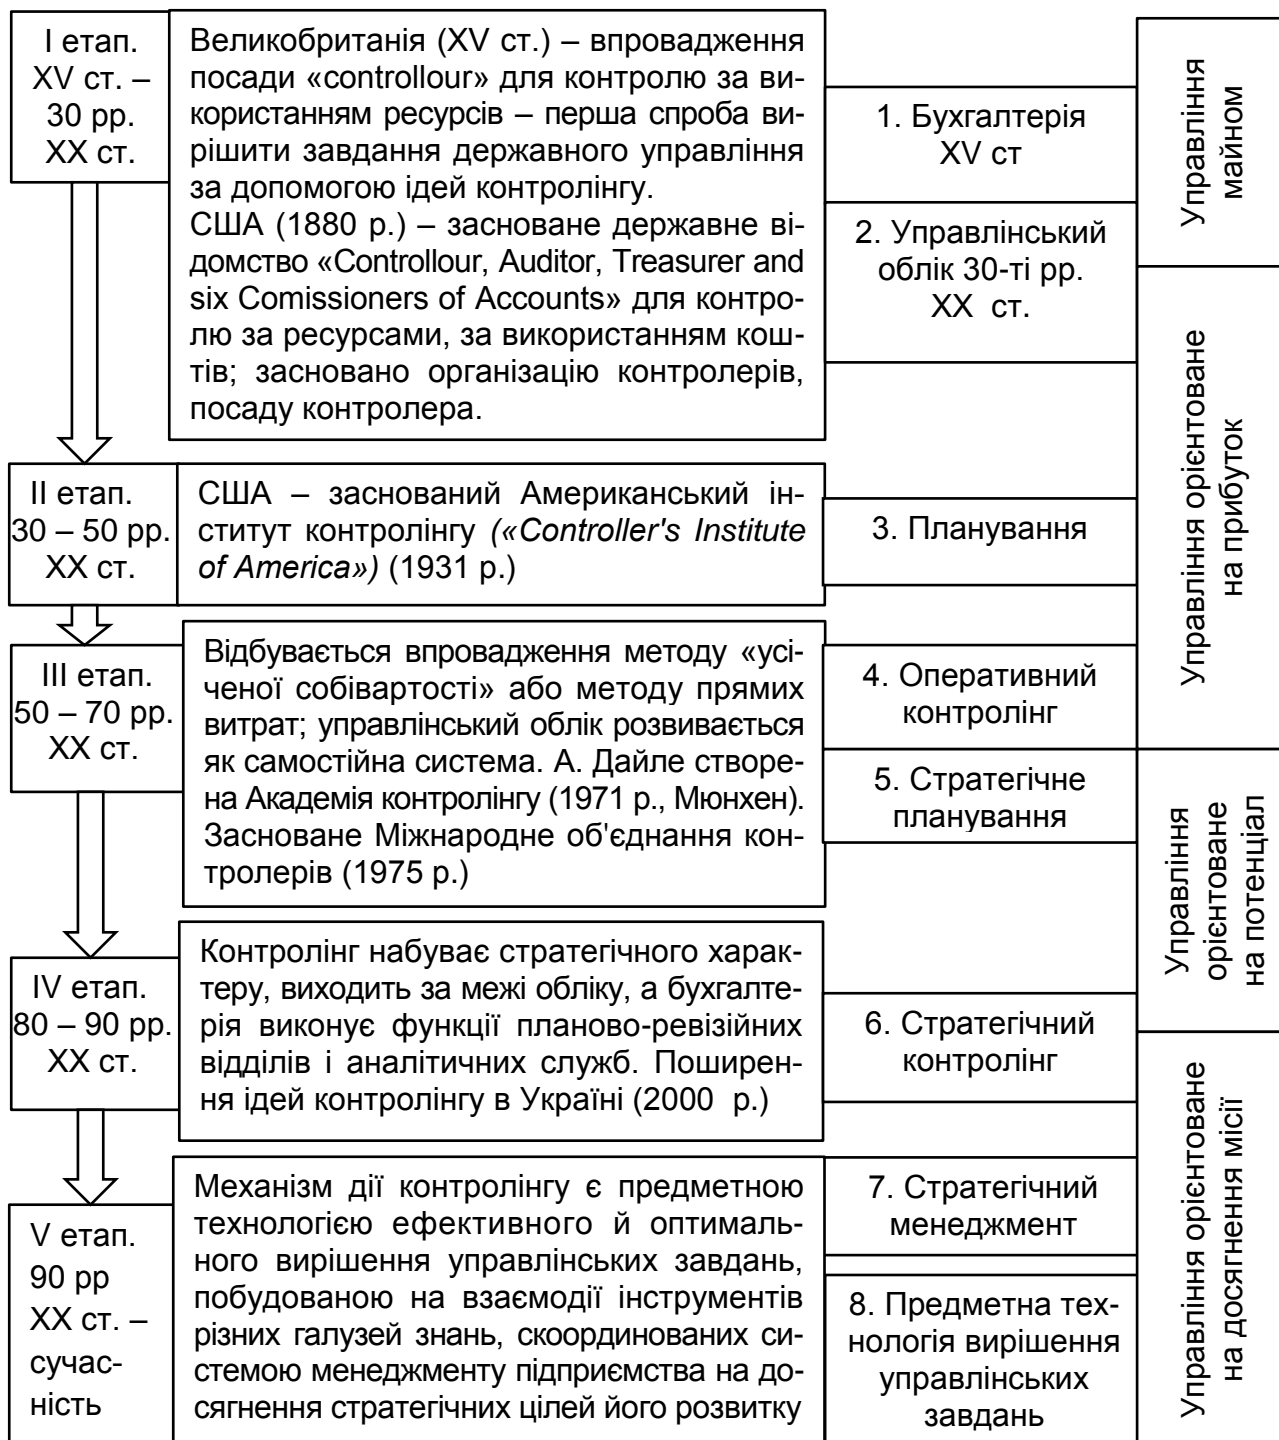 І етап.
XV ст. –
30 рр.
ХХ ст.
Великобританія (XV ст.) – впровадження
посади «controllour» для контролю за ви-
користанням ресурсів – перша спроба ви-
рішити завдання державного управління
за допомогою ідей контролінгу.
США (1880 р.) – засноване державне ві-
домство «Controllour, Auditor, Treasurer and
six Comissioners of Accounts» для контро-
лю за ресурсами, за використанням кош-
тів; засновано організацію контролерів,
посаду контролера.
1. Бухгалтерія
XV ст
2. Управлінський
облік 30-ті рр.
ХХ ст.
Управління
майном
ІІ етап.
30 – 50 рр.
ХХ ст.
США – заснований Американський ін-
ститут контролінгу («Controller's Institute
of America») (1931 р.)
3. Планування
Управління орієнтоване
на прибуток
ІІІ етап.
50 – 70 рр.
ХХ ст.
Відбувається впровадження методу «усі-
ченої собівартості» або методу прямих
витрат; управлінський облік розвивається
як самостійна система. А. Дайле створе-
на Академія контролінгу (1971 р., Мюнхен).
Засноване Міжнародне об'єднання кон-
тролерів (1975 р.)
4. Оперативний
контролінг
5. Стратегічне
планування
Управління
орієнтоване
на потенціал
IV етап.
80 – 90 рр.
ХХ ст.
Контролінг набуває стратегічного харак-
теру, виходить за межі обліку, а бухгалте-
рія виконує функції планово-ревізійних
відділів і аналітичних служб. Поширен-
ня ідей контролінгу в Україні (2000 р.)
6. Стратегічний
контролінг
V етап.
90 рр
ХХ ст. –
сучас-
ність
Механізм дії контролінгу є предметною
технологією ефективного й оптималь-
ного вирішення управлінських завдань,
побудованою на взаємодії інструментів
різних галузей знань, скоординованих си-
стемою менеджменту підприємства на до-
сягнення стратегічних цілей його розвитку
7. Стратегічний
менеджмент
8. Предметна тех-
нологія вирішення
управлінських
завдань
Управління орієнтоване
на досягнення місії